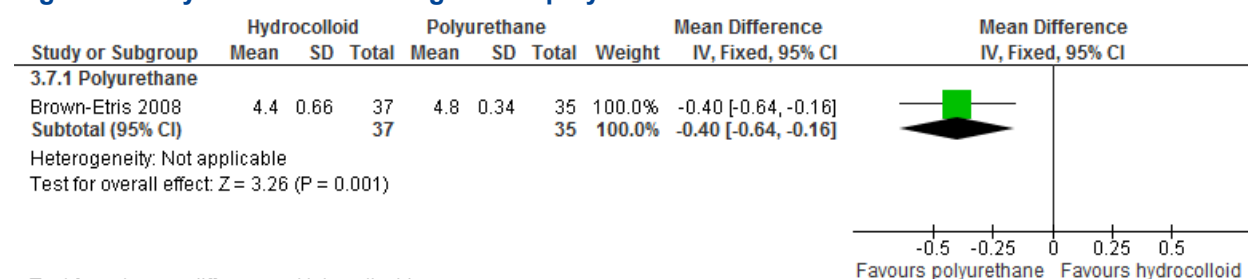 Hydrocolloid Polyurethane Mean Difference Mean Difference
Study or Subgroup Mean SD Total Mean SD Total Weight IV, Fixed, 95% CI IV, Fixed, 95% CI
3.7.1 Polyurethane
Brown-Etris 2008 4.4 0.66 37 4.8 0.34 35 100.0% -0.40 [-0.64, -0.16]
Subtotal (95% CI) 37 35 100.0% -0.40 [-0.64, -0.16]
Heterogeneity: Not applicable
Test for overall effect: Z = 3.26 (P = 0.001)
-0.5 -0.25 0 0.25 0.5
Favours polyurethane Favours hydrocolloid